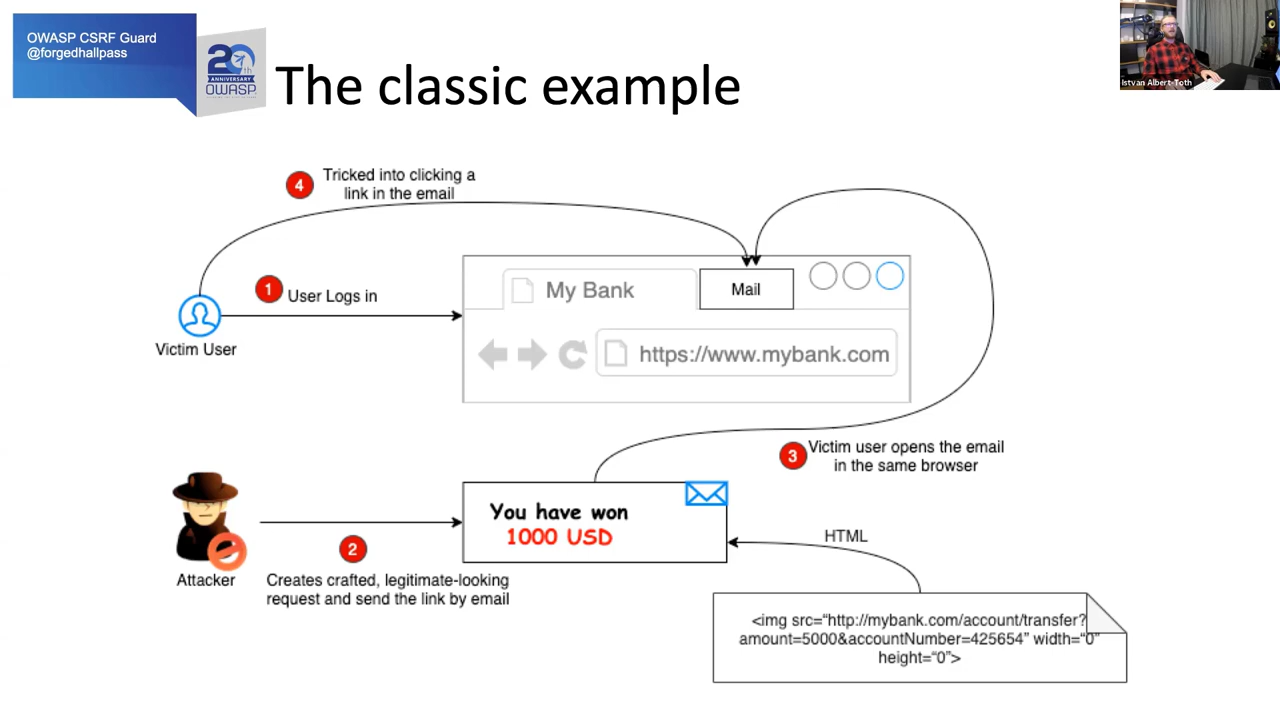 OWASP CSRF Guard
@forgedhallpass
20th
ANNIVERSARY
OWASP
The classic example
Istvan Albert-Toth
4
Tricked into clicking a
link in the email
1
User Logs in
Victim User
My Bank
Mail
https://www.mybank.com
3
Victim user opens the email
in the same browser
You have won
1000 USD
Attacker
2
Creates crafted, legitimate-looking
request and send the link by email
HTML
<img src=“http://mybank.com/account/transfer?
amount=5000&accountNumber=425654” width=“0”
height=“0”>